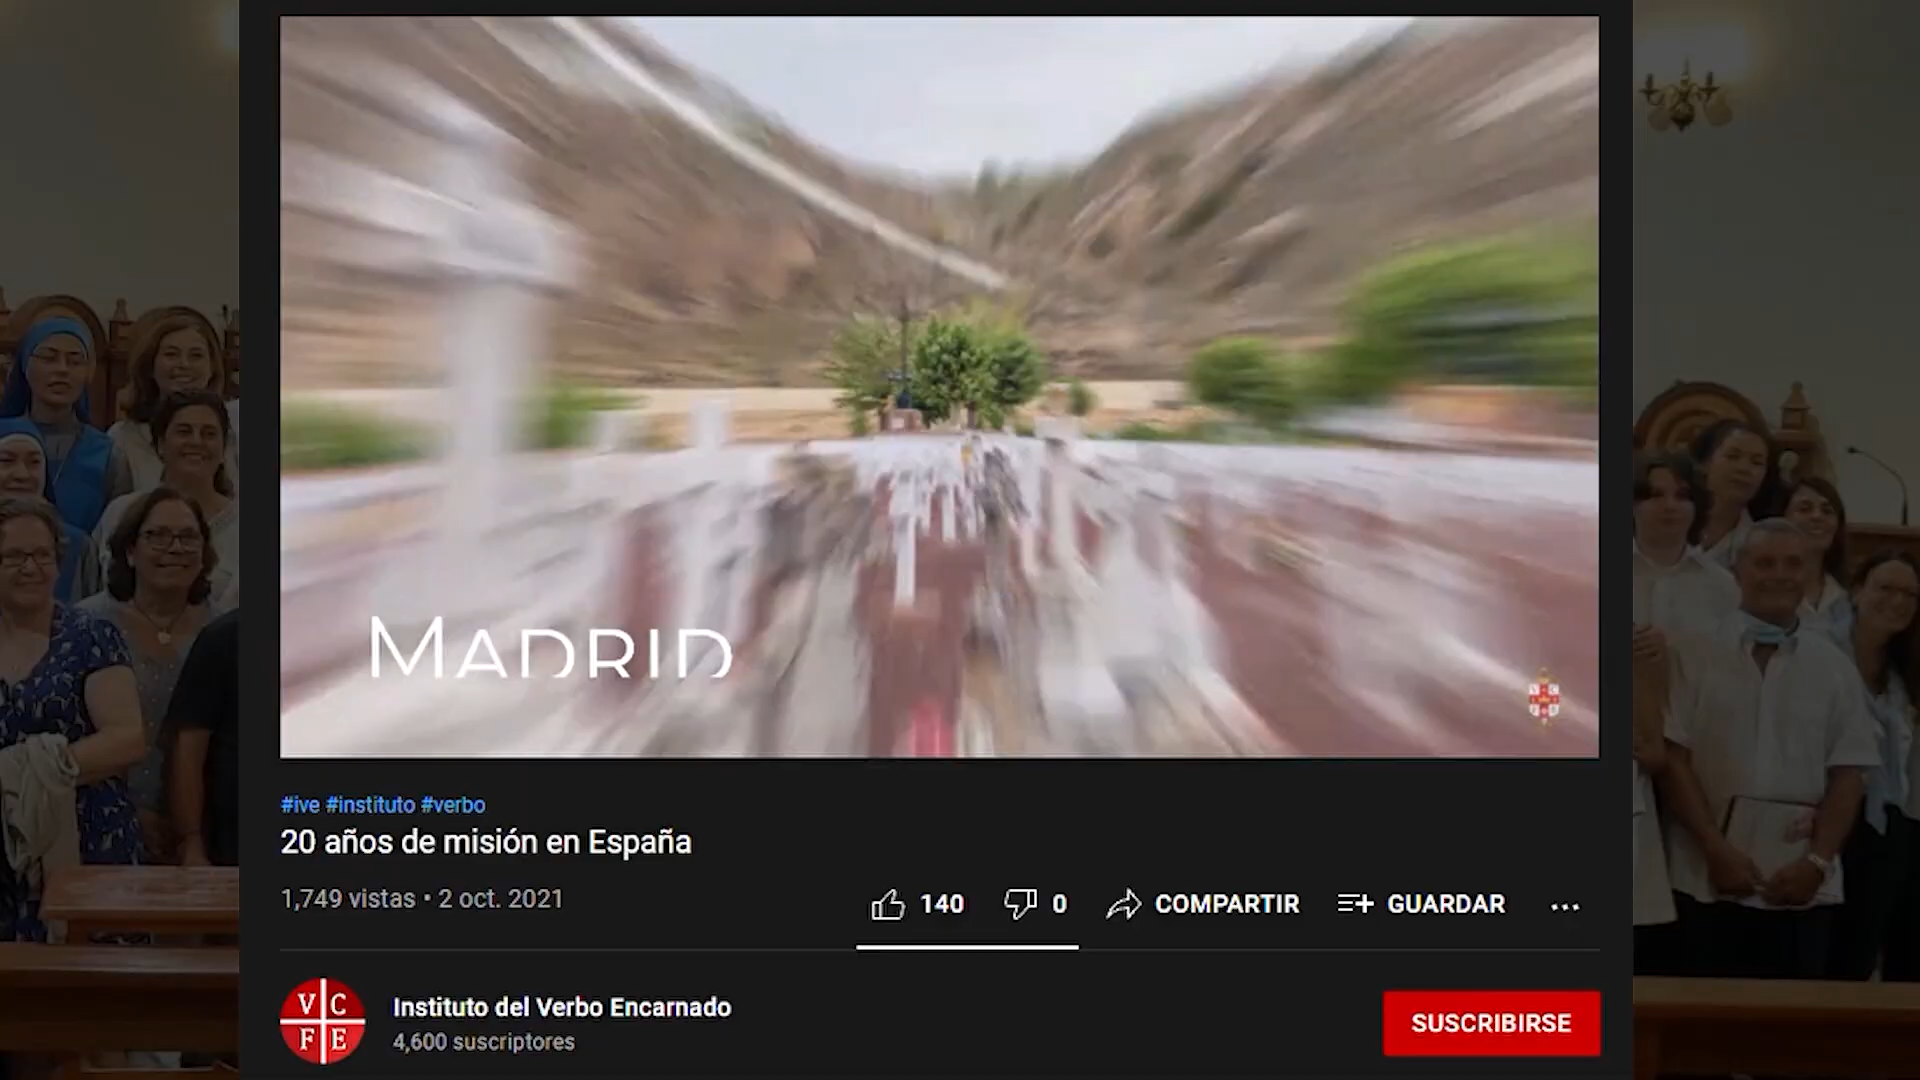 MADRID
#ive #instituto #verbo
20 años de misión en España
1,749 vistas • 2 oct. 2021
140
0
COMPARTIR
GUARDAR
V C
F E
Instituto del Verbo Encarnado
4,600 suscriptores
SUSCRIBIRSE